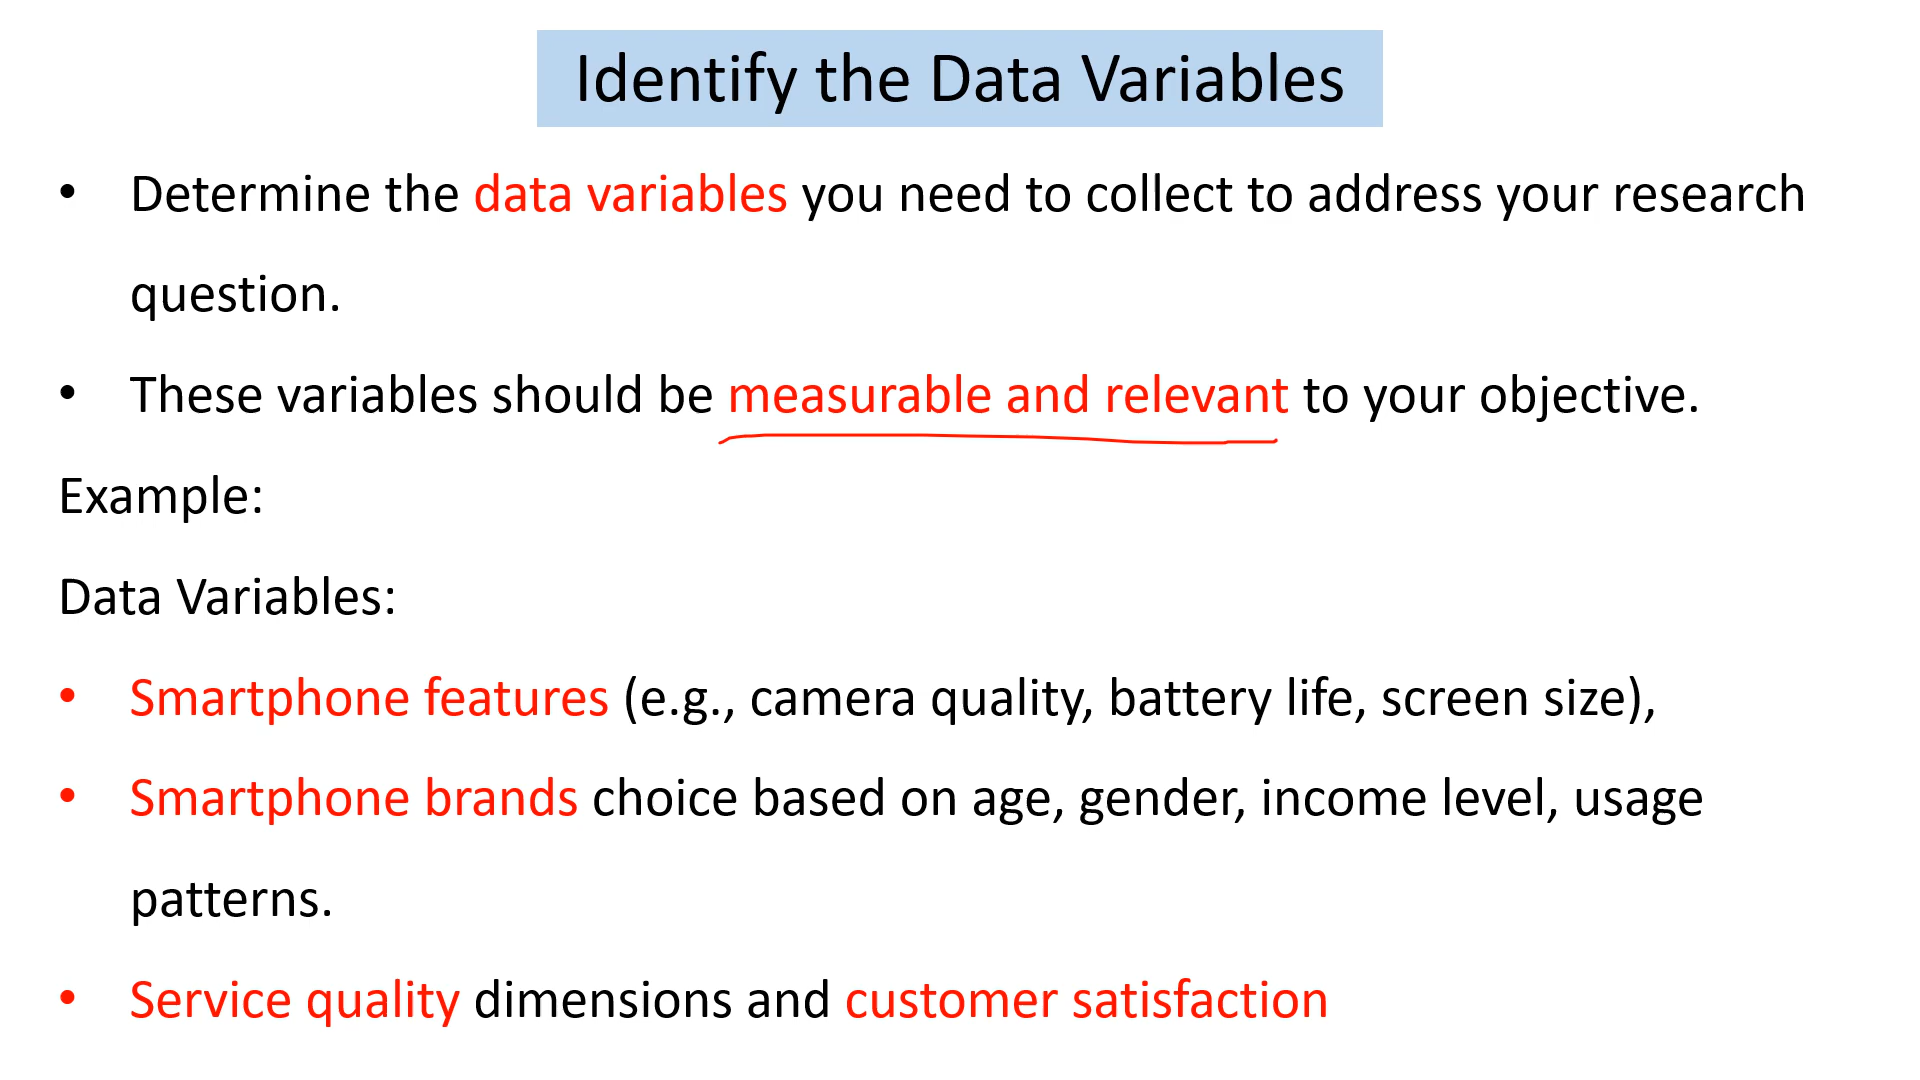 Identify the Data Variables
• Determine the data variables you need to collect to address your research
question.
• These variables should be measurable and relevant to your objective.
Example:
Data Variables:
• Smartphone features (e.g., camera quality, battery life, screen size),
• Smartphone brands choice based on age, gender, income level, usage
patterns.
• Service quality dimensions and customer satisfaction